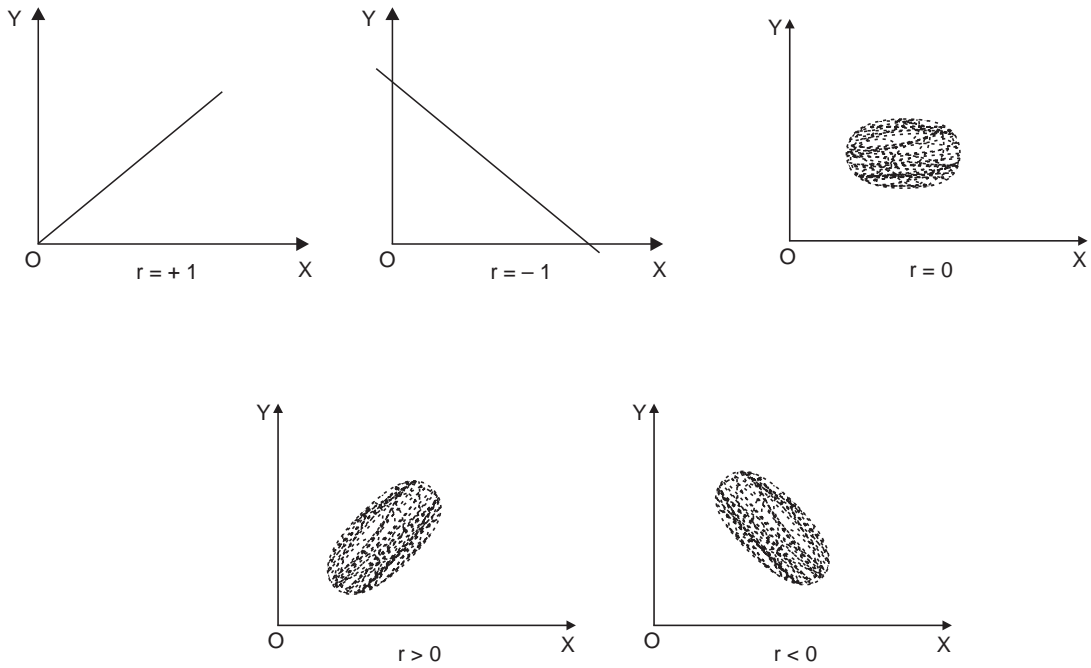 Y
O
X
r = + 1
Y
O
X
r = – 1
Y
O
X
r = 0
Y
O
X
r > 0
Y
O
X
r < 0